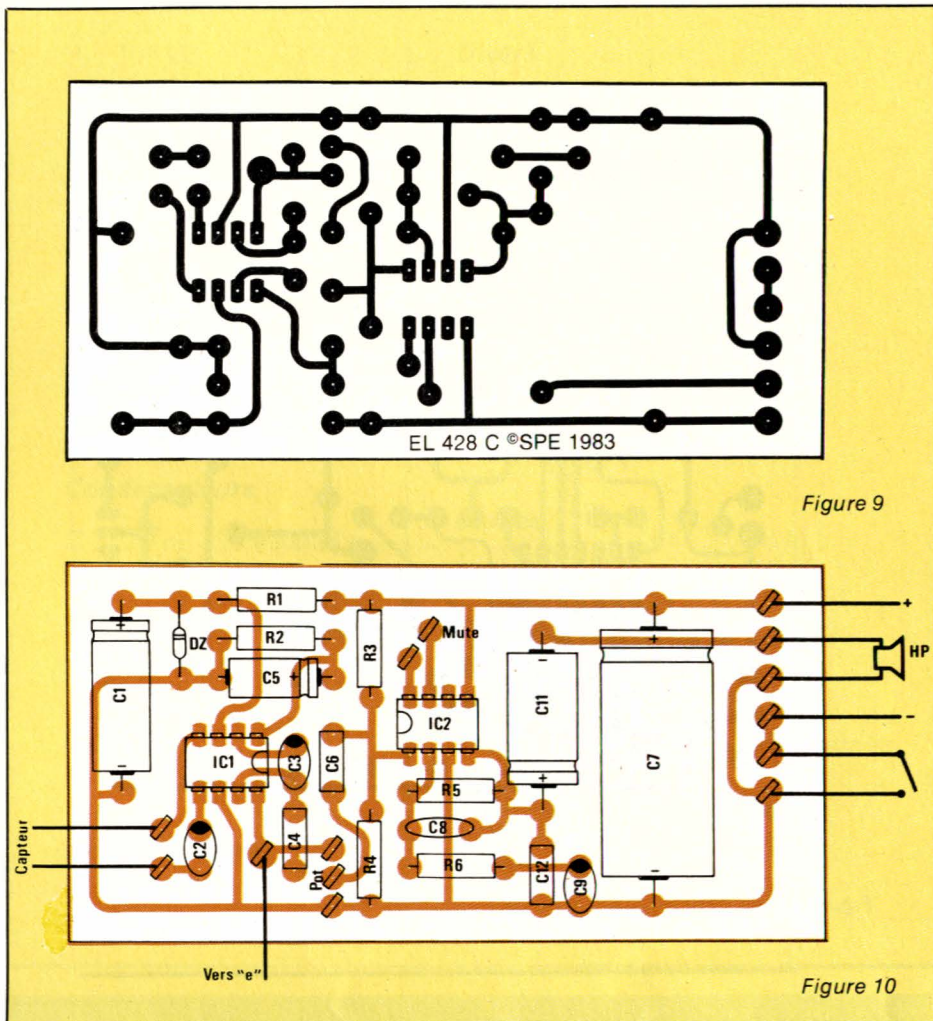 EL 428 C ©SPE 1983
Figure 9
R1
+
Mute
DZ
R2
R3
HP
C5
C1
C11
IC2
C7
−
IC1
C3
C6
R5
C8
C4
R4
R6
C12
C9
C2
Pot
Capteur
Vers "e"
Figure 10